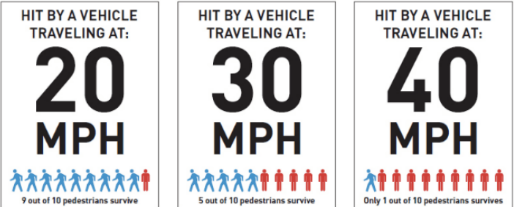 HIT BY A VEHICLE
TRAVELING AT:
20
MPH
9 out of 10 pedestrians survive
HIT BY A VEHICLE
TRAVELING AT:
30
MPH
5 out of 10 pedestrians survive
HIT BY A VEHICLE
TRAVELING AT:
40
MPH
Only 1 out of 10 pedestrians survives